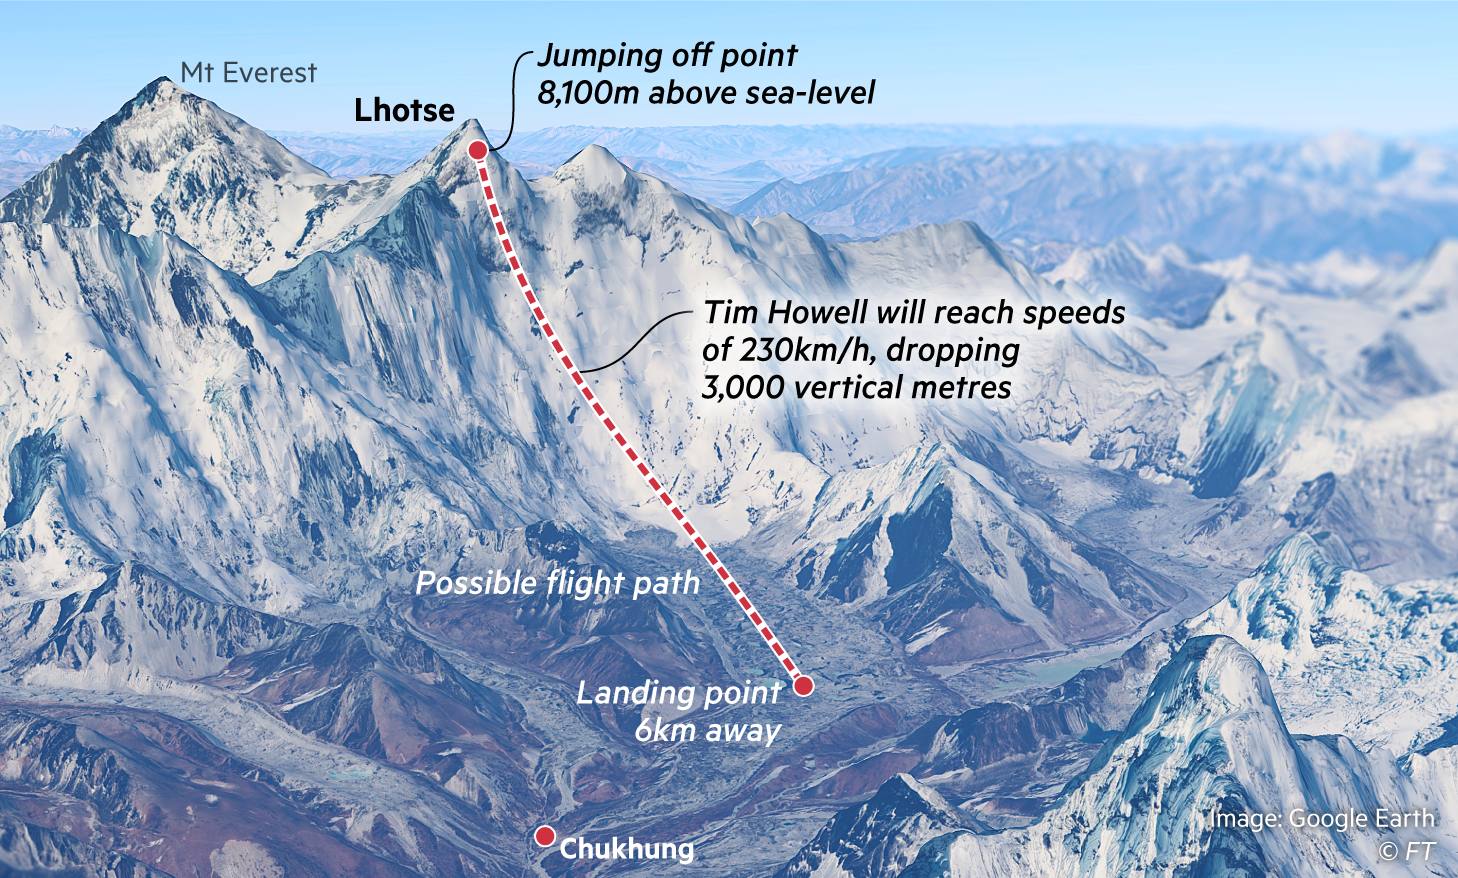 Mt Everest
Jumping off point
8,100m above sea-level
Lhotse
Tim Howell will reach speeds
of 230km/h, dropping
3,000 vertical metres
Possible flight path
Landing point
6km away
Chukhung
Image: Google Earth
© FT